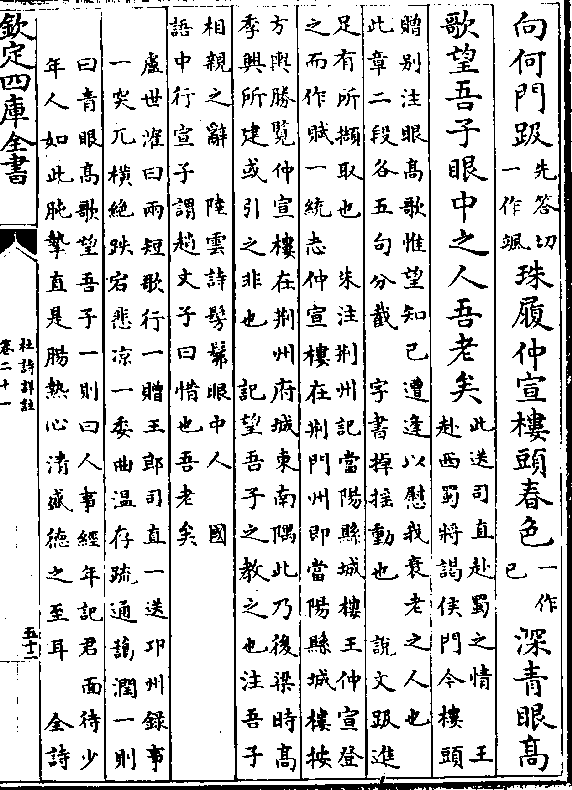 向何門趿先答切一作颯珠履仲宣樓頭春色一作已深青眼高
歌望吾子眼中之人吾老矣此送司直赴蜀之情 王
赴西蜀將謁侯門今樓頭
贈别注眼高歌惟望知己遭逢以慰我衰老之人也
此章二段各五句分截 字書掉揺動也 說文趿進
足有所擷取也 朱注荆州記當陽縣城樓王仲宣登
之而作賦一統志仲宣樓在荆門州即當陽縣城樓按
方輿勝覽仲宣樓在荆州府城東南隅此乃後梁時高
季興所建或引之非也 記望吾子之教之也注吾子
相親之辭 陸雲詩髣髴眼中人 國
語中行宣子謂趙文子曰惜也吾老矣
盧世㴶曰兩短歌行一贈王郎司直一送邛州録事
一突兀横絶跌宕悲凉一委曲温存疏通藹潤一則
曰青眼高歌望吾子一則曰人事經年記君面待少
年人如此肫摯直是腸熱心清盛德之至耳 全詩
欽定四庫全書
杜詩詳註
卷二十一
五十二